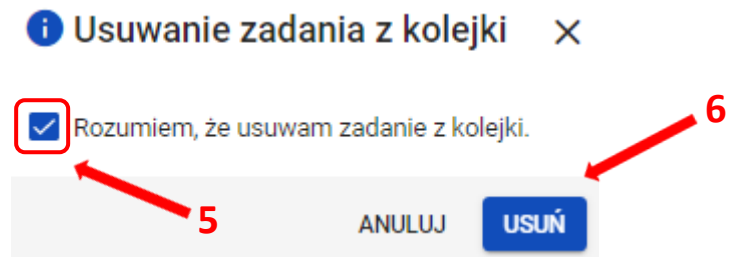 Usuwanie zadania z kolejki
Rozumiem, że usuwam zadanie z kolejki.
6
5
ANULUJ USUŃ